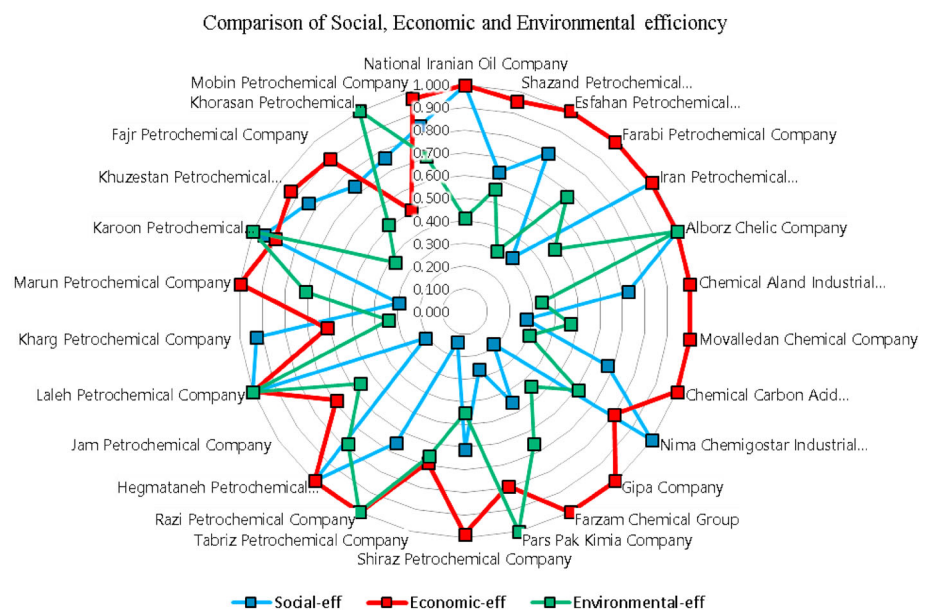 Comparison of Social, Economic and Environmental efficioncy
National Iranian Oil Company
Shazand Petrochemical...
Esfahan Petrochemical...
Farabi Petrochemical Company
Iran Petrochemical...
Alborz Chelic Company
Chemical Aland Industrial...
Movalledan Chemical Company
Chemical Carbon Acid...
Nima Chemigostar Industrial...
Gipa Company
Farzam Chemical Group
Pars Pak Kimia Company
Shiraz Petrochemical Company
Tabriz Petrochemical Company
Razi Petrochemical Company
Hegmataneh Petrochemical...
Jam Petrochemical Company
Laleh Petrochemical Company
Kharg Petrochemical Company
Marun Petrochemical Company
Karoon Petrochemical...
Khuzestan Petrochemical...
Fajr Petrochemical Company
Khorasan Petrochemical...
Mobin Petrochemical Company
1.000
0.900
0.800
0.700
0.600
0.500
0.400
0.300
0.200
0.100
0.000
Social-eff Economic-eff Environmental-eff